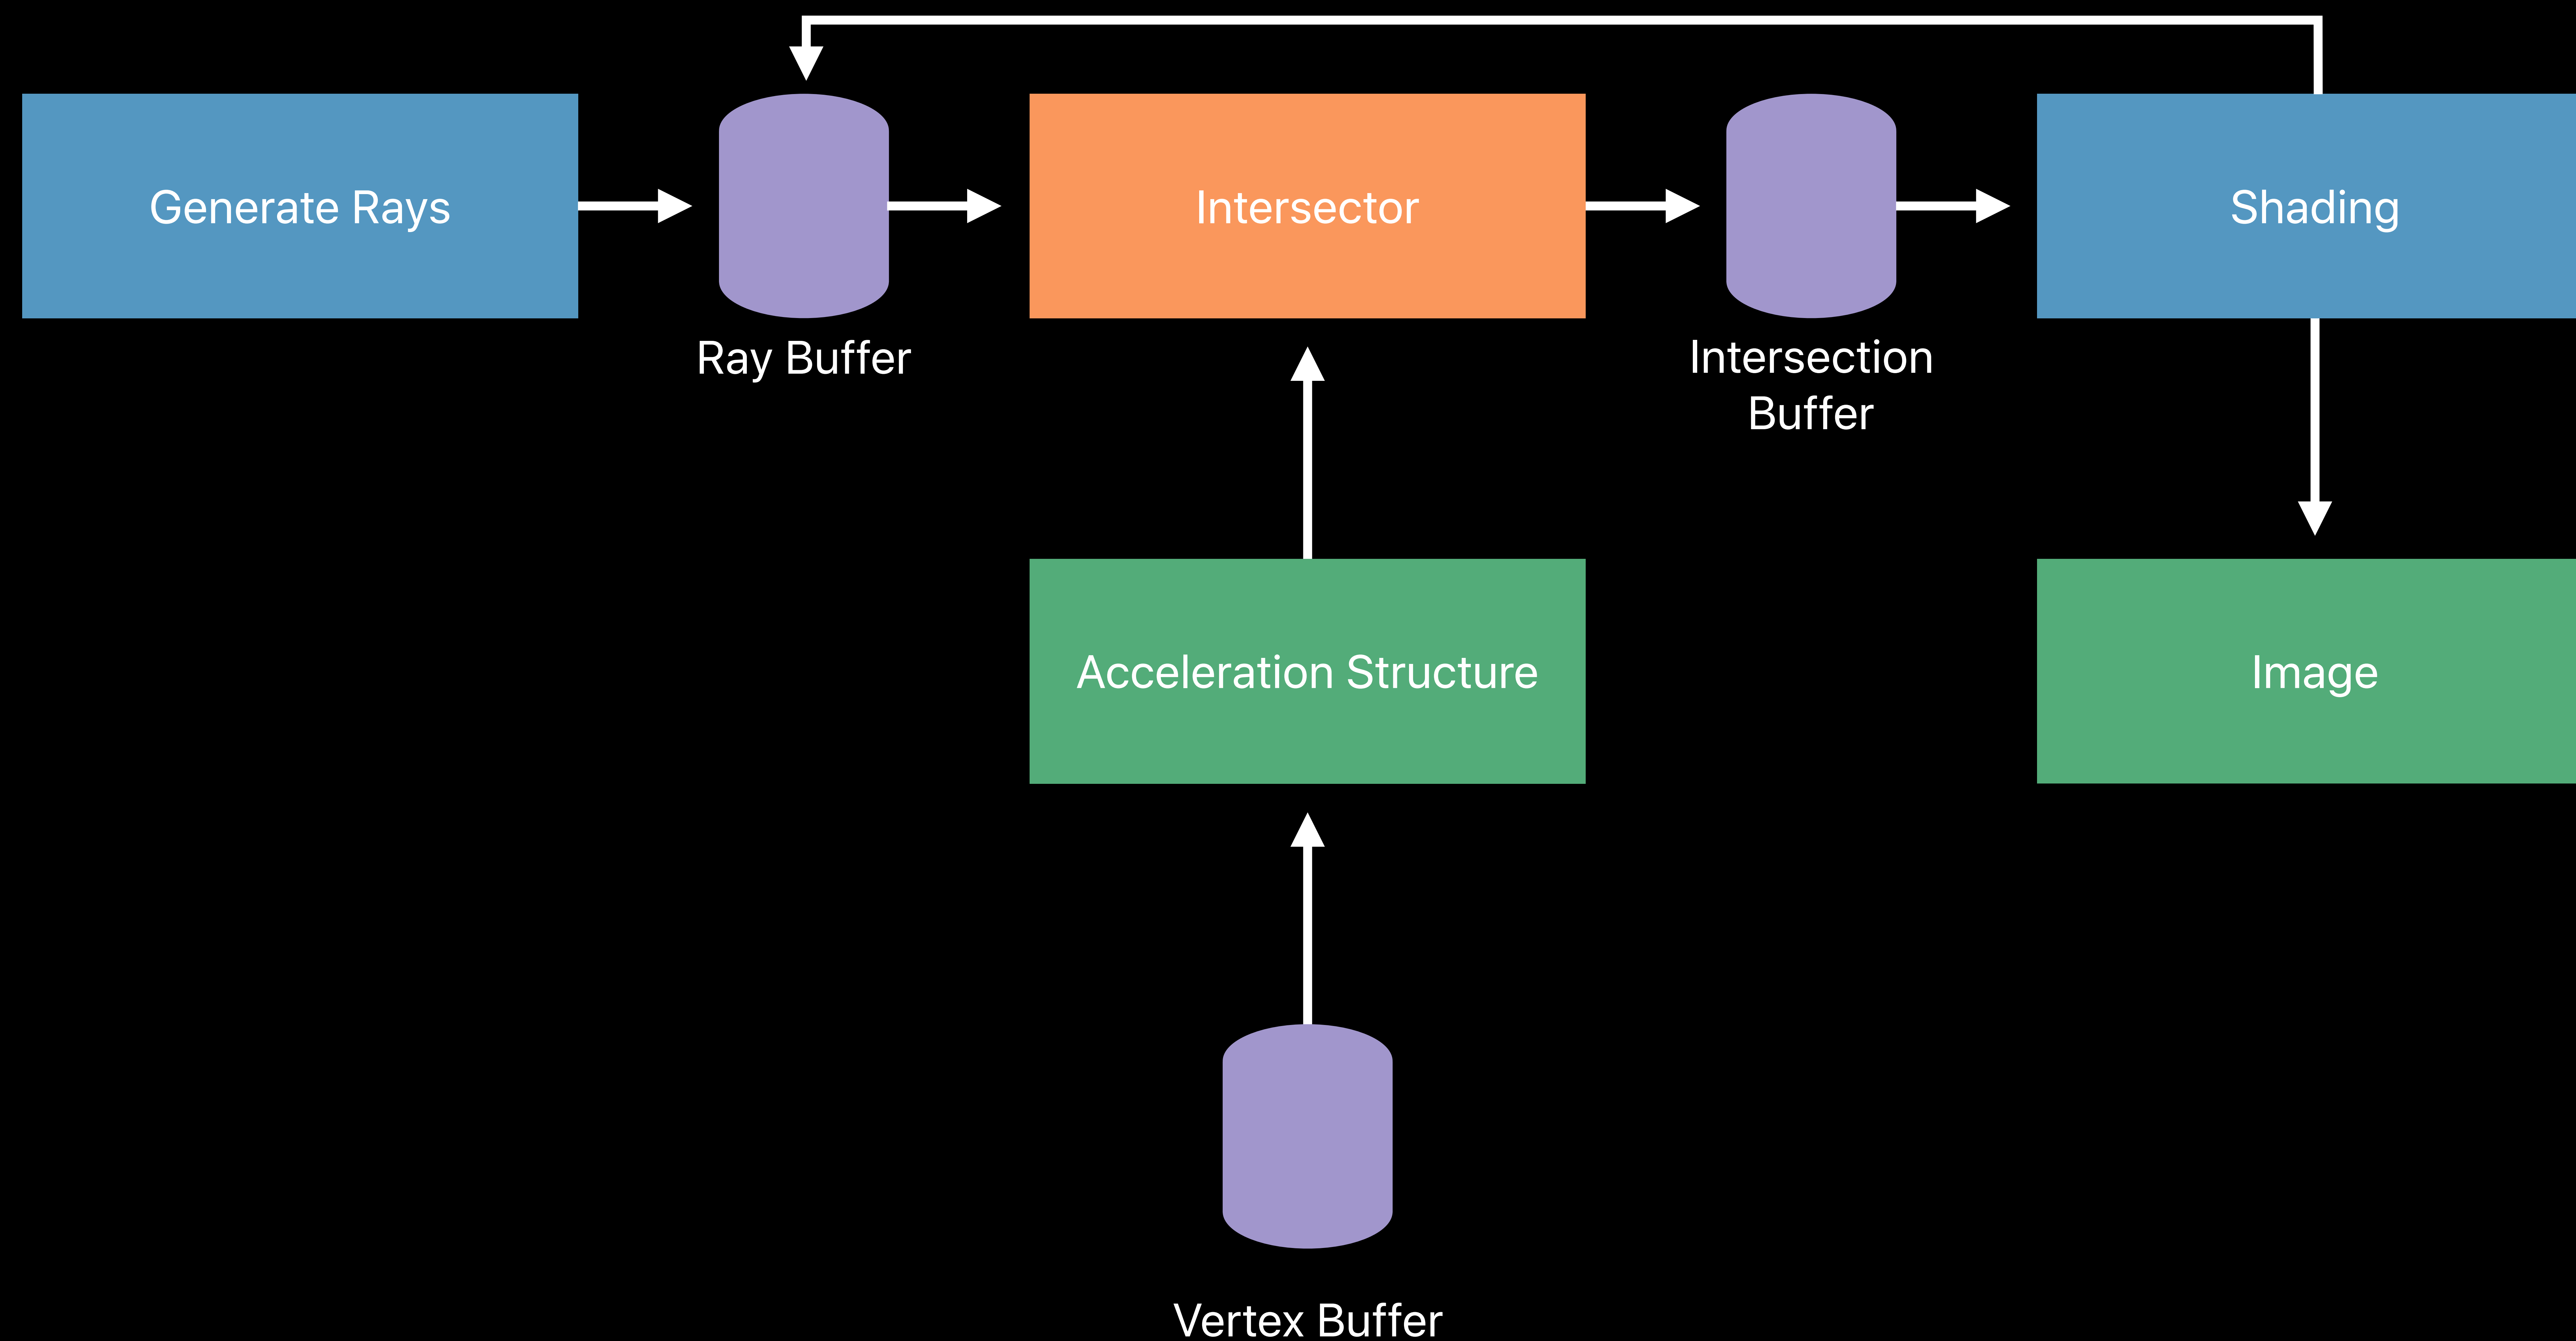 Generate Rays
Ray Buffer
Intersector
Intersection
Buffer
Shading
Acceleration Structure
Image
Vertex Buffer